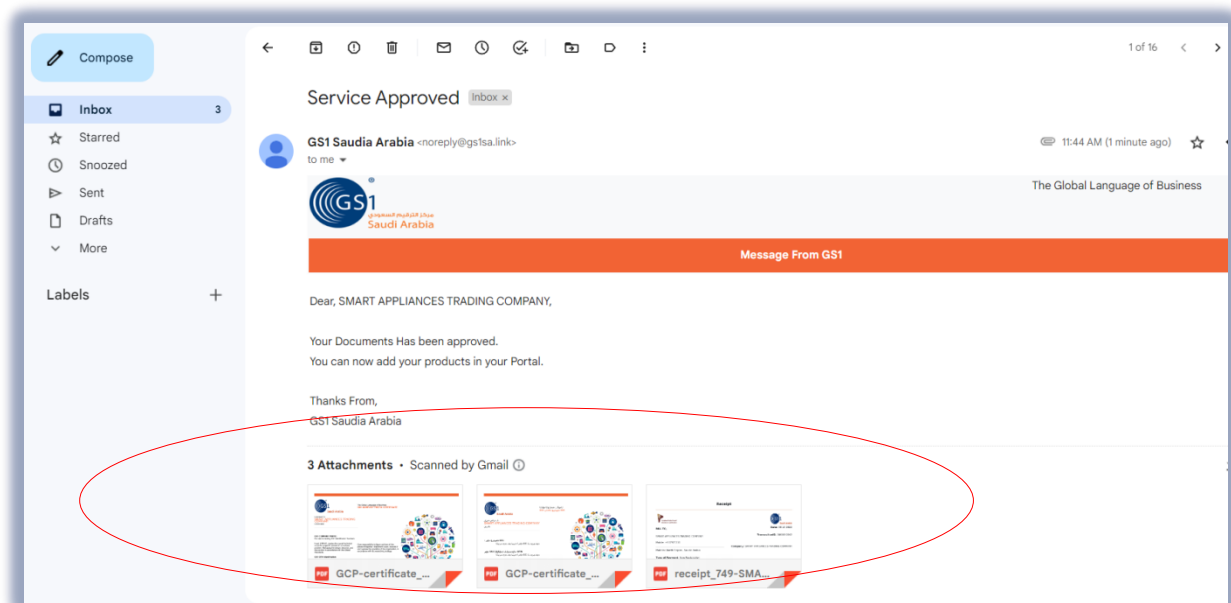 Compose
1 of 16
Inbox 3
Starred
Snoozed
Sent
Drafts
More
Labels
Service Approved Inbox ×
GS1 Saudia Arabia <noreply@gs1sa.link>
11:44 AM (1 minute ago)
to me
GS1
Saudi Arabia
The Global Language of Business
Message From GS1
Dear, SMART APPLIANCES TRADING COMPANY,
Your Documents Has been approved.
You can now add your products in your Portal.
Thanks From,
GS1 Saudia Arabia
3 Attachments • Scanned by Gmail
Receipt
PDF GCP-certificate_...
PDF GCP-certificate_...
PDF receipt_749-SMA...